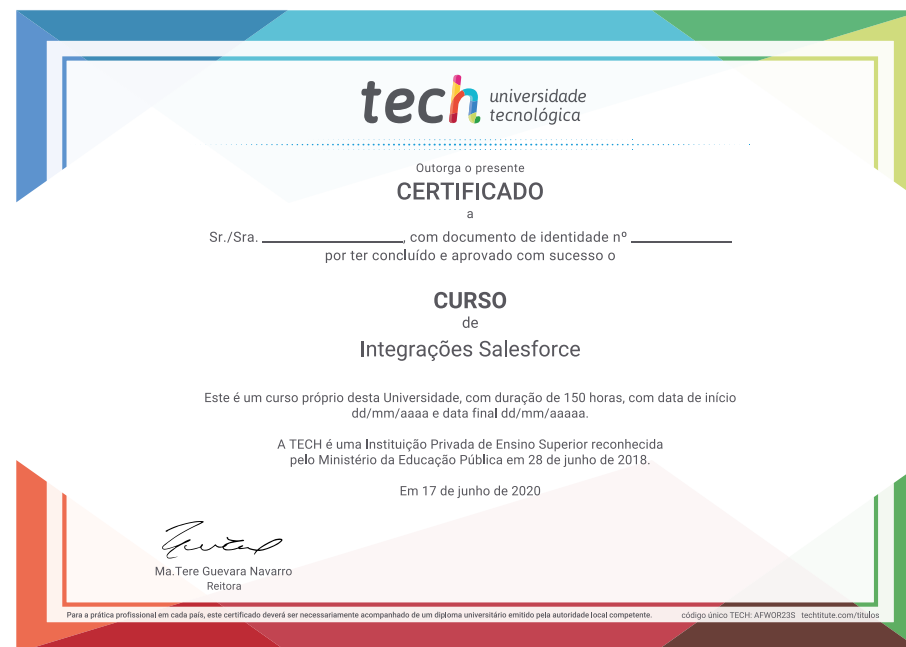 tech universidade
tecnológica
Outorga o presente
CERTIFICADO
a
Sr./Sra. ______________, com documento de identidade nº __________
por ter concluído e aprovado com sucesso o
CURSO
de
Integrações Salesforce
Este é um curso próprio desta Universidade, com duração de 150 horas, com data de início
dd/mm/aaaa e data final dd/mm/aaaaa.
A TECH é uma Instituição Privada de Ensino Superior reconhecida
pelo Ministério da Educação Pública em 28 de junho de 2018.
Em 17 de junho de 2020
Ma.Tere Guevara Navarro
Reitora
Para a prática profissional em cada país, este certificado deverá ser necessariamente acompanhado de um diploma universitário emitido pela autoridade local competente. código único TECH: AFWOR23S techtitute.com/titulos